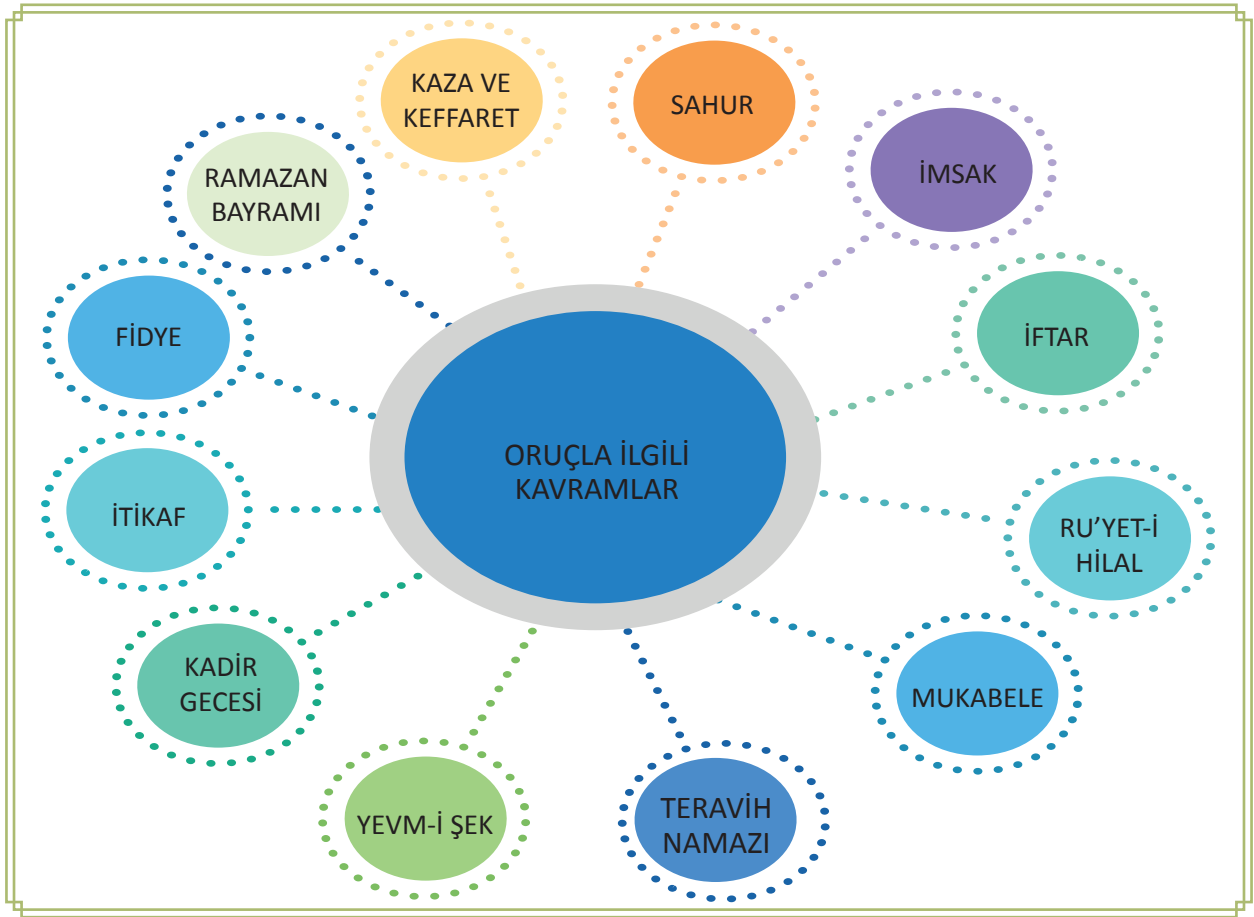 KAZA VE
KEFFARET
SAHUR
İMSAK
RAMAZAN
BAYRAMI
FİDYE
İFTAR
ORUÇLA İLGİLİ
KAVRAMLAR
İTİKAF
RU’YET-İ
HİLAL
KADİR
GECESİ
MUKABELE
YEVM-İ ŞEK
TERAVİH
NAMAZI